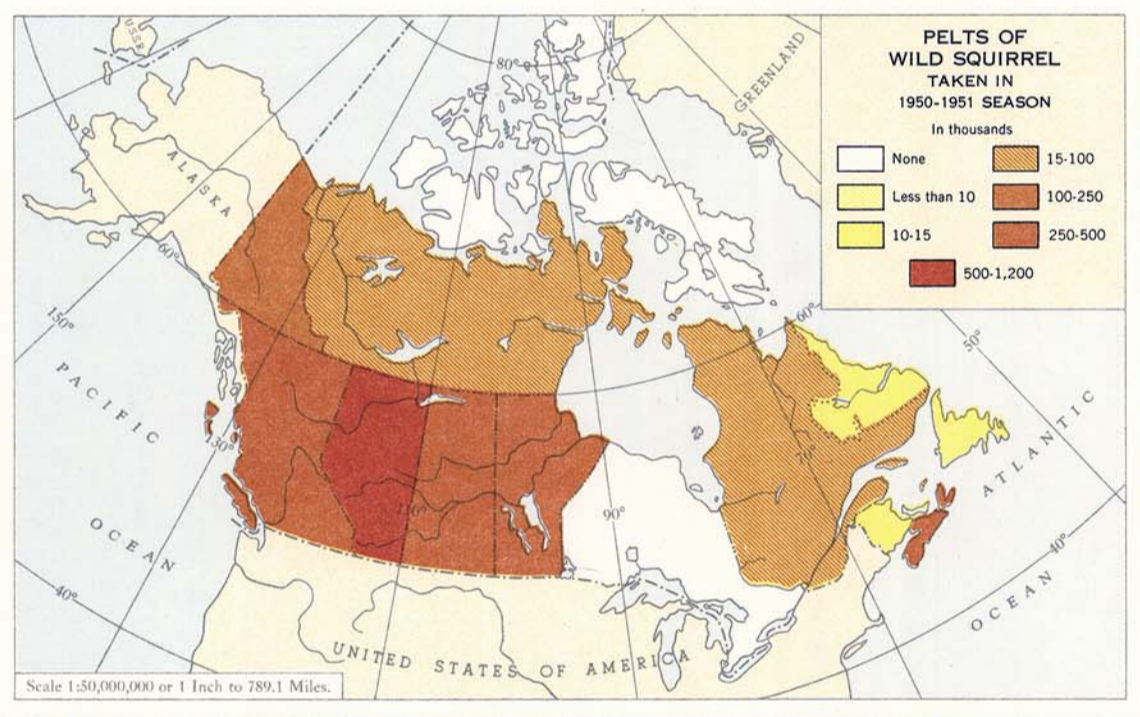 PELTS OF
WILD SQUIRREL
TAKEN IN
1950-1951 SEASON
In thousands
None
15-100
Less than 10
100-250
10-15
250-500
500-1,200
USSR
80°
GREENLAND
ALASKA
60°
60°
150°
50°
PACIFIC
130°
70°
ATLANTIC
110°
90°
OCEAN
40°
40°
OCEAN
UNITED STATES OF AMERICA
Scale 1:50,000,000 or 1 Inch to 789.1 Miles.